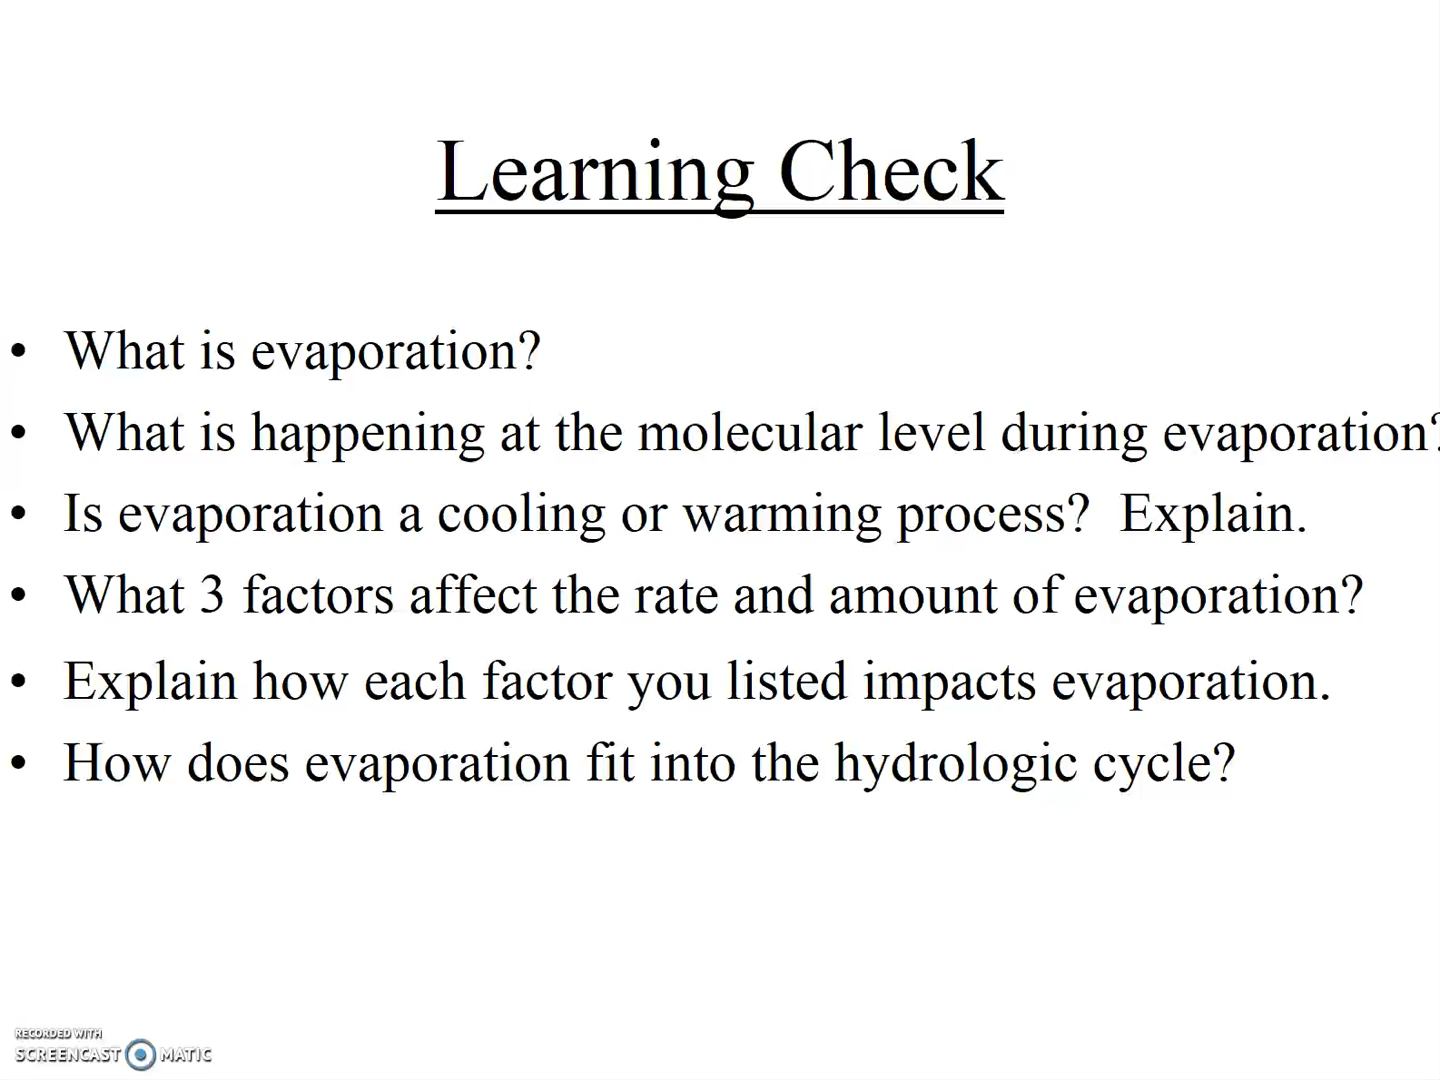 Learning Check
• What is evaporation?
• What is happening at the molecular level during evaporation?
• Is evaporation a cooling or warming process?  Explain.
• What 3 factors affect the rate and amount of evaporation?
• Explain how each factor you listed impacts evaporation.
• How does evaporation fit into the hydrologic cycle?
RECORDED WITH
SCREENCAST MATIC